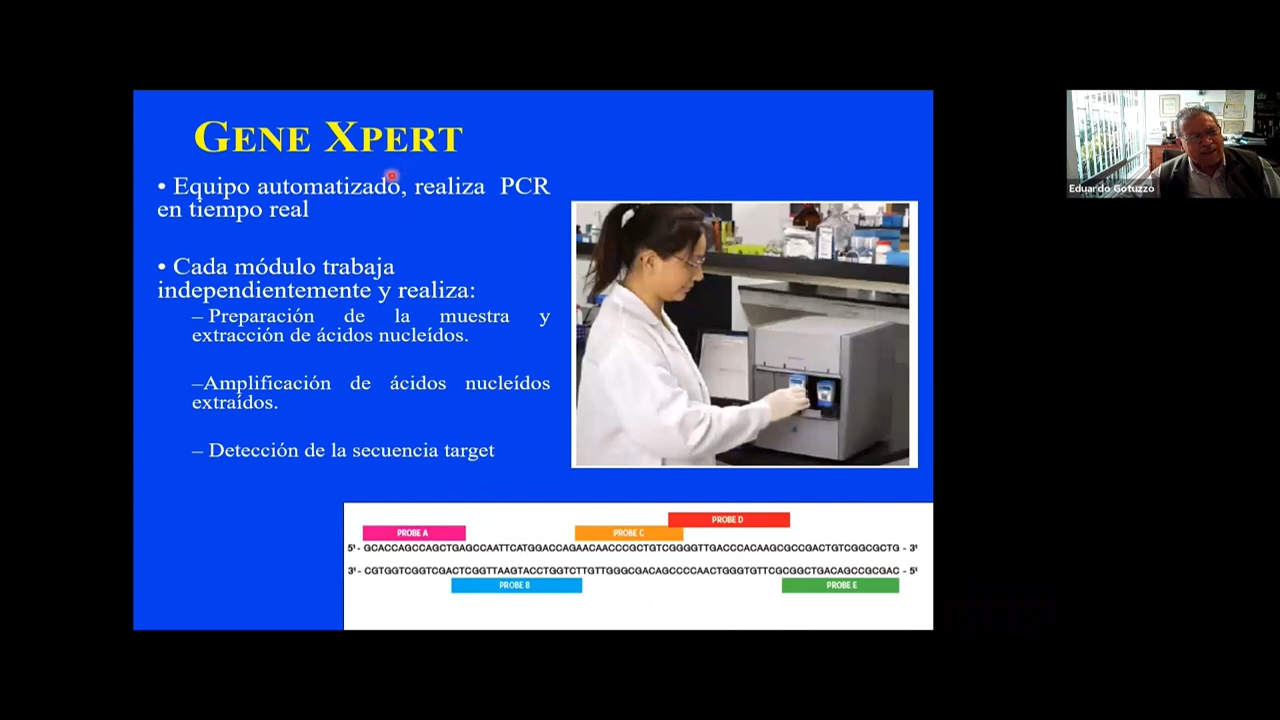 GENE XPERT
• Equipo automatizado, realiza PCR
en tiempo real
• Cada módulo trabaja
independientemente y realiza:
– Preparación de la muestra y
extracción de ácidos nucleídos.
–Amplificación de ácidos nucleídos
extraídos.
– Detección de la secuencia target
Eduardo Gotuzzo
PROBE D
PROBE A PROBE C
5' - GCACCAGCCAGCTGAGCCAATTCATGGACCAGAACAACCCGCTGTCGGGGTTGACCCACAAGCGCCGACTGTCGGCGCTG - 3'
3' - CGTGGTCGGTCGACTCGGTTAAGTACCTGGTCTTGTTGGGCGACAGCCCCAACTGGGTGTTCGCGGCTGACAGCCGCGAC - 5'
PROBE B PROBE E